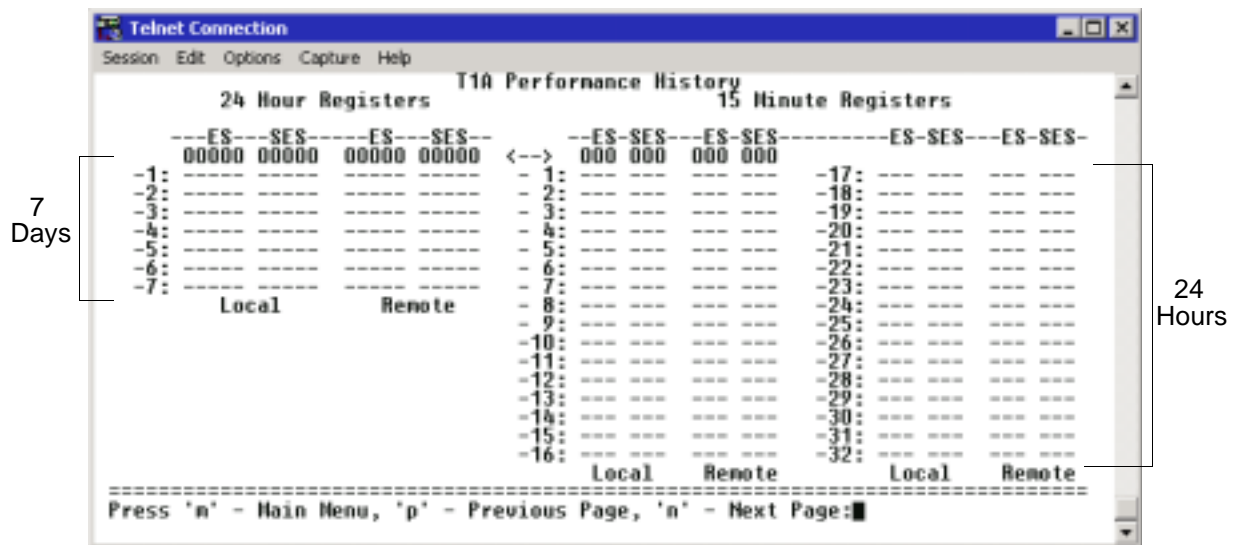 Telnet Connection
Session Edit Options Capture Help
T1A Performance History
24 Hour Registers 15 Minute Registers
---ES---SES-----ES---SES-- --ES-SES---ES-SES---------ES-SES---ES-SES-
00000 00000 00000 00000 <--> 000 000 000 000
-1: ----- ----- ----- ----- - 1: --- --- --- --- -17: --- --- --- ---
-2: ----- ----- ----- ----- - 2: --- --- --- --- -18: --- --- --- ---
-3: ----- ----- ----- ----- - 3: --- --- --- --- -19: --- --- --- ---
-4: ----- ----- ----- ----- - 4: --- --- --- --- -20: --- --- --- ---
-5: ----- ----- ----- ----- - 5: --- --- --- --- -21: --- --- --- ---
-6: ----- ----- ----- ----- - 6: --- --- --- --- -22: --- --- --- ---
-7: ----- ----- ----- ----- - 7: --- --- --- --- -23: --- --- --- ---
Local Remote - 8: --- --- --- --- -24: --- --- --- ---
- 9: --- --- --- --- -25: --- --- --- ---
-10: --- --- --- --- -26: --- --- --- ---
-11: --- --- --- --- -27: --- --- --- ---
-12: --- --- --- --- -28: --- --- --- ---
-13: --- --- --- --- -29: --- --- --- ---
-14: --- --- --- --- -30: --- --- --- ---
-15: --- --- --- --- -31: --- --- --- ---
-16: --- --- --- --- -32: --- --- --- ---
Local Remote Local Remote
================================================================================
Press 'm' - Main Menu, 'p' - Previous Page, 'n' - Next Page:
7
Days
24
Hours